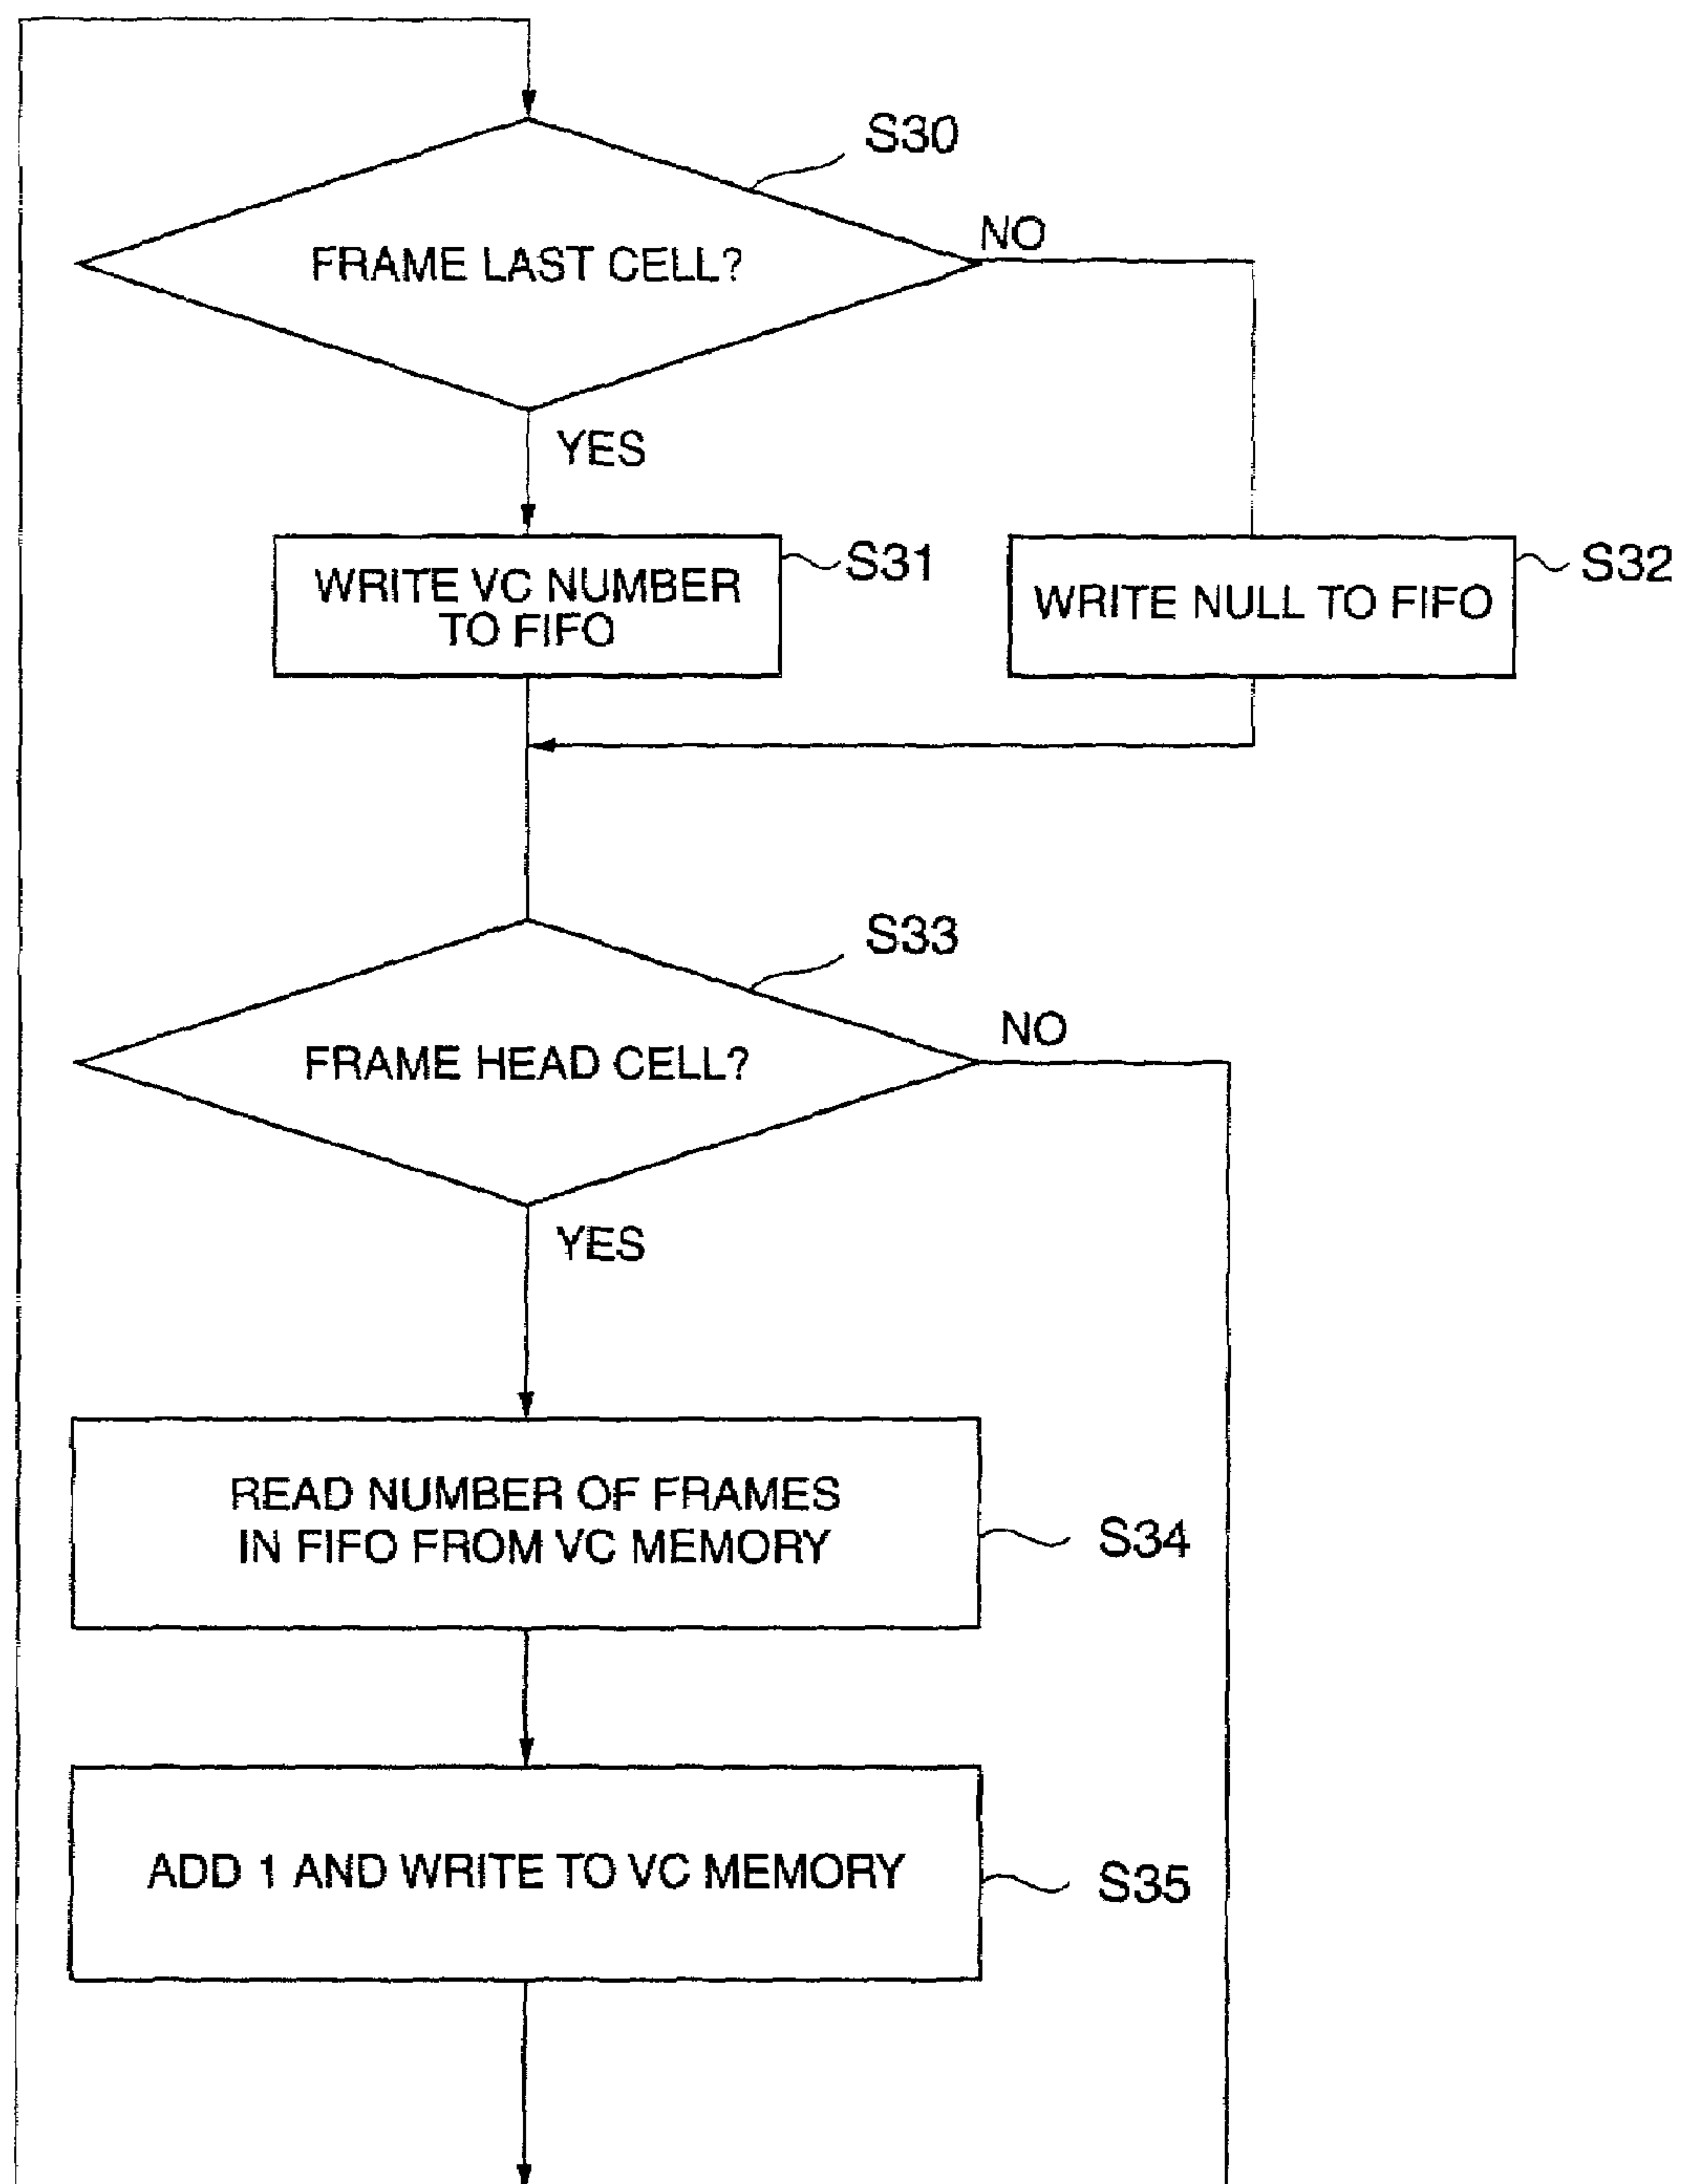 S30
FRAME LAST CELL?
NO
YES
WRITE VC NUMBER
TO FIFO
S31
WRITE NULL TO FIFO
S32
S33
FRAME HEAD CELL?
NO
YES
READ NUMBER OF FRAMES
IN FIFO FROM VC MEMORY
S34
ADD 1 AND WRITE TO VC MEMORY
S35